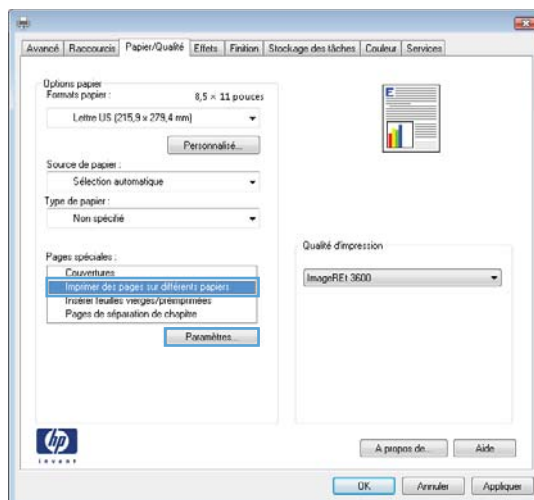 Avancé Raccourcis Papier/Qualité Effets Finition Stockage des tâches Couleur Services
Options papier
Formats papier : 8,5 × 11 pouces
Lettre US (215,9 x 279,4 mm)
Personnalisé...
Source de papier :
Sélection automatique
Type de papier :
Non spécifié
Pages spéciales :
Couvertures
Imprimer des pages sur différents papiers
Insérer feuilles vierges/préimprimées
Pages de séparation de chapitre
Paramètres...
Qualité d'impression
ImageREt 3600
E
hp
invent
A propos de... Aide
OK Annuler Appliquer